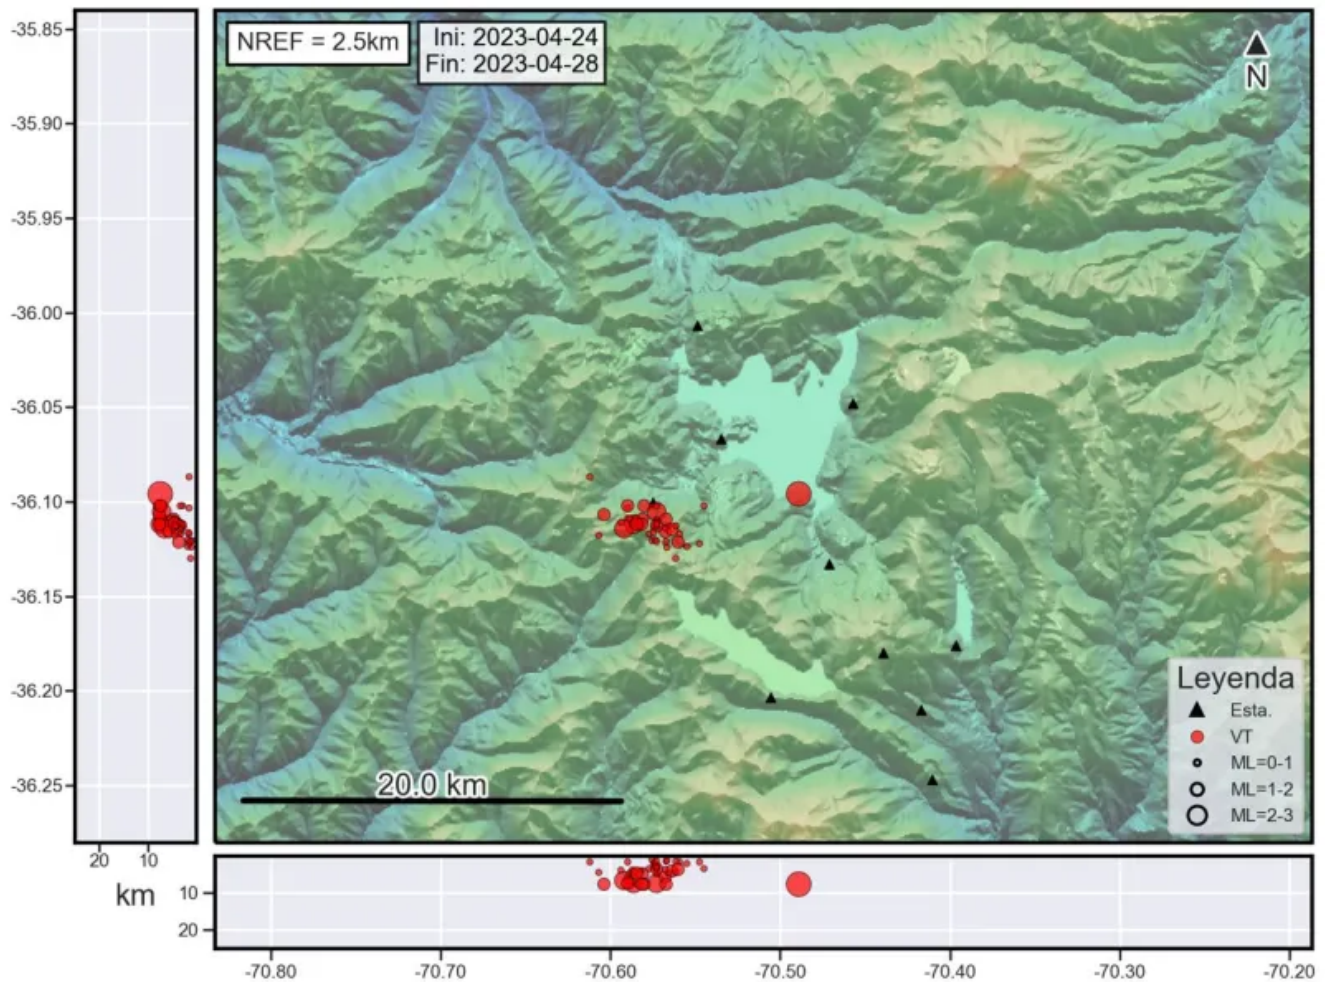 NREF = 2.5km
Ini: 2023-04-24
Fin: 2023-04-28
N
-35.85
-35.90
-35.95
-36.00
-36.05
-36.10
-36.15
-36.20
-36.25
20.0 km
Leyenda
Esta.
VT
ML=0-1
ML=1-2
ML=2-3
20 10
km
10
20
-70.80 -70.70 -70.60 -70.50 -70.40 -70.30 -70.20